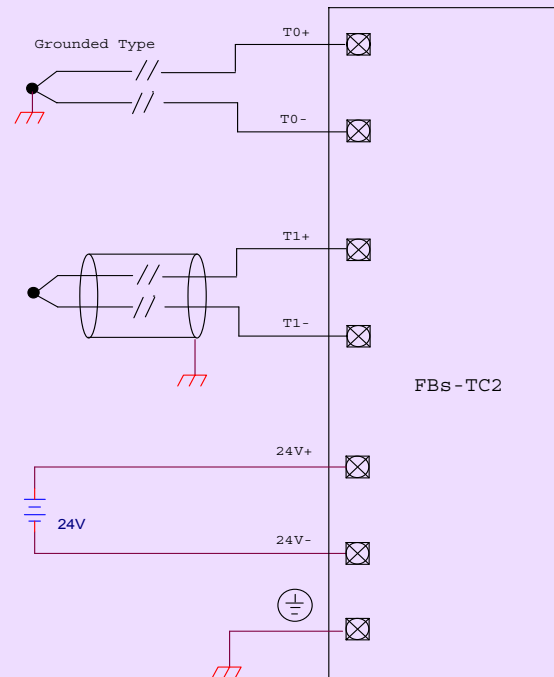 Grounded Type
T0+
T0-
T1+
T1-
FBs-TC2
24V+
24V
24V-